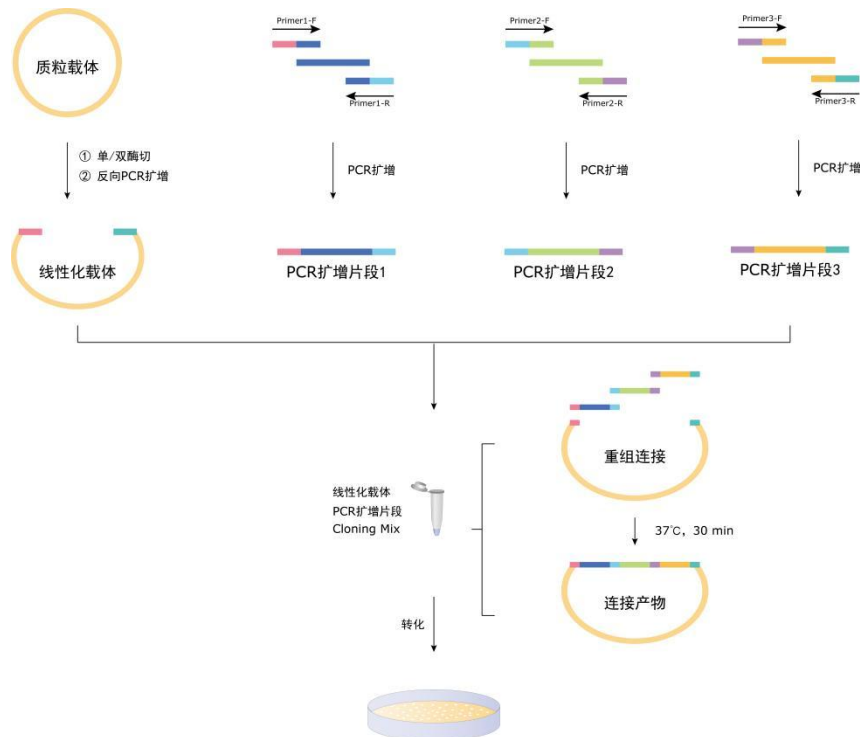 质粒载体
① 单/双酶切
② 反向PCR扩增
线性化载体
Primer1-F
Primer1-R
PCR扩增
PCR扩增片段1
Primer2-F
Primer2-R
PCR扩增
PCR扩增片段2
Primer3-F
Primer3-R
PCR扩增
PCR扩增片段3
线性化载体
PCR扩增片段
Cloning Mix
重组连接
37℃, 30 min
连接产物
转化